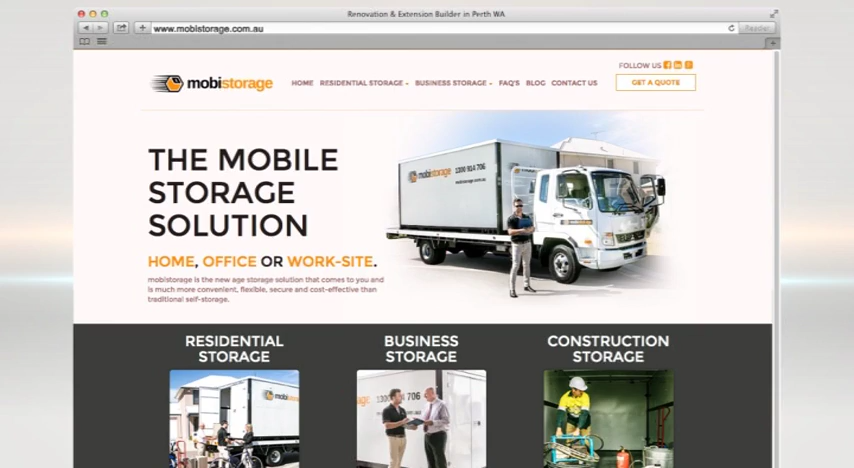 Renovation & Extension Builder in Perth WA
www.mobistorage.com.au
Reader
FOLLOW US
mobistorage
HOME RESIDENTIAL STORAGE BUSINESS STORAGE FAQ'S BLOG CONTACT US
GET A QUOTE
THE MOBILE
STORAGE
SOLUTION
HOME, OFFICE OR WORK-SITE.
mobistorage is the new age storage solution that comes to you and
is much more convenient, flexible, secure and cost-effective than
traditional self-storage.
mobistorage 1300 914 706
mobistorage.com.au
RESIDENTIAL
STORAGE
BUSINESS
STORAGE
CONSTRUCTION
STORAGE